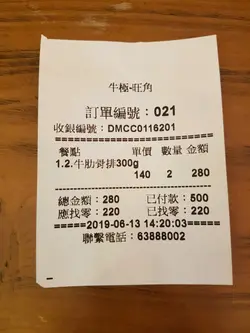 牛極-旺角
訂單編號：021
收銀編號：DMCC0116201
餐點 單價 數量 金額
1.2.牛肋骨排300g
140 2 280
總金額：280 已付款：500
應找零：220 已找零：220
=====2019-06-13 14:20:03=====
聯繫電話：63888002